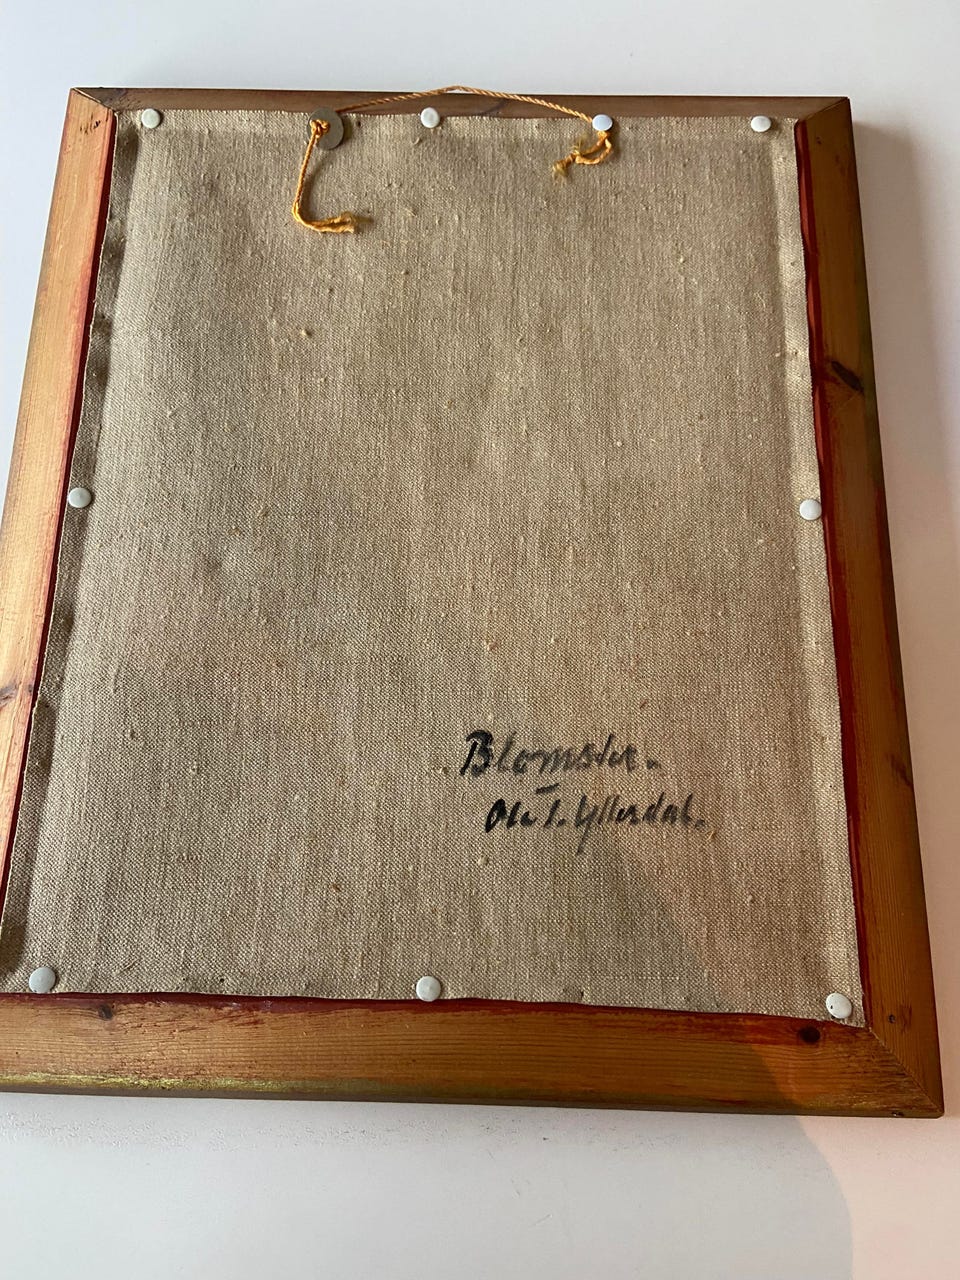 Blomster.
-
Ole T. Yllesdal.